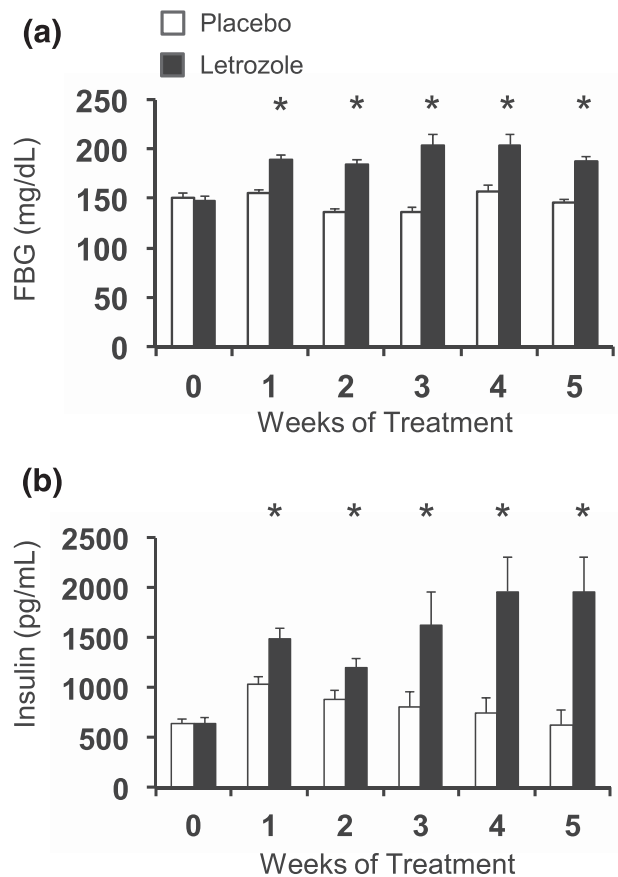 (a)
Placebo
Letrozole
FBG (mg/dL)
250
200
150
100
50
0
* * * * *
0 1 2 3 4 5
Weeks of Treatment
(b)
Insulin (pg/mL)
2500
2000
1500
1000
500
0
* * * * *
0 1 2 3 4 5
Weeks of Treatment